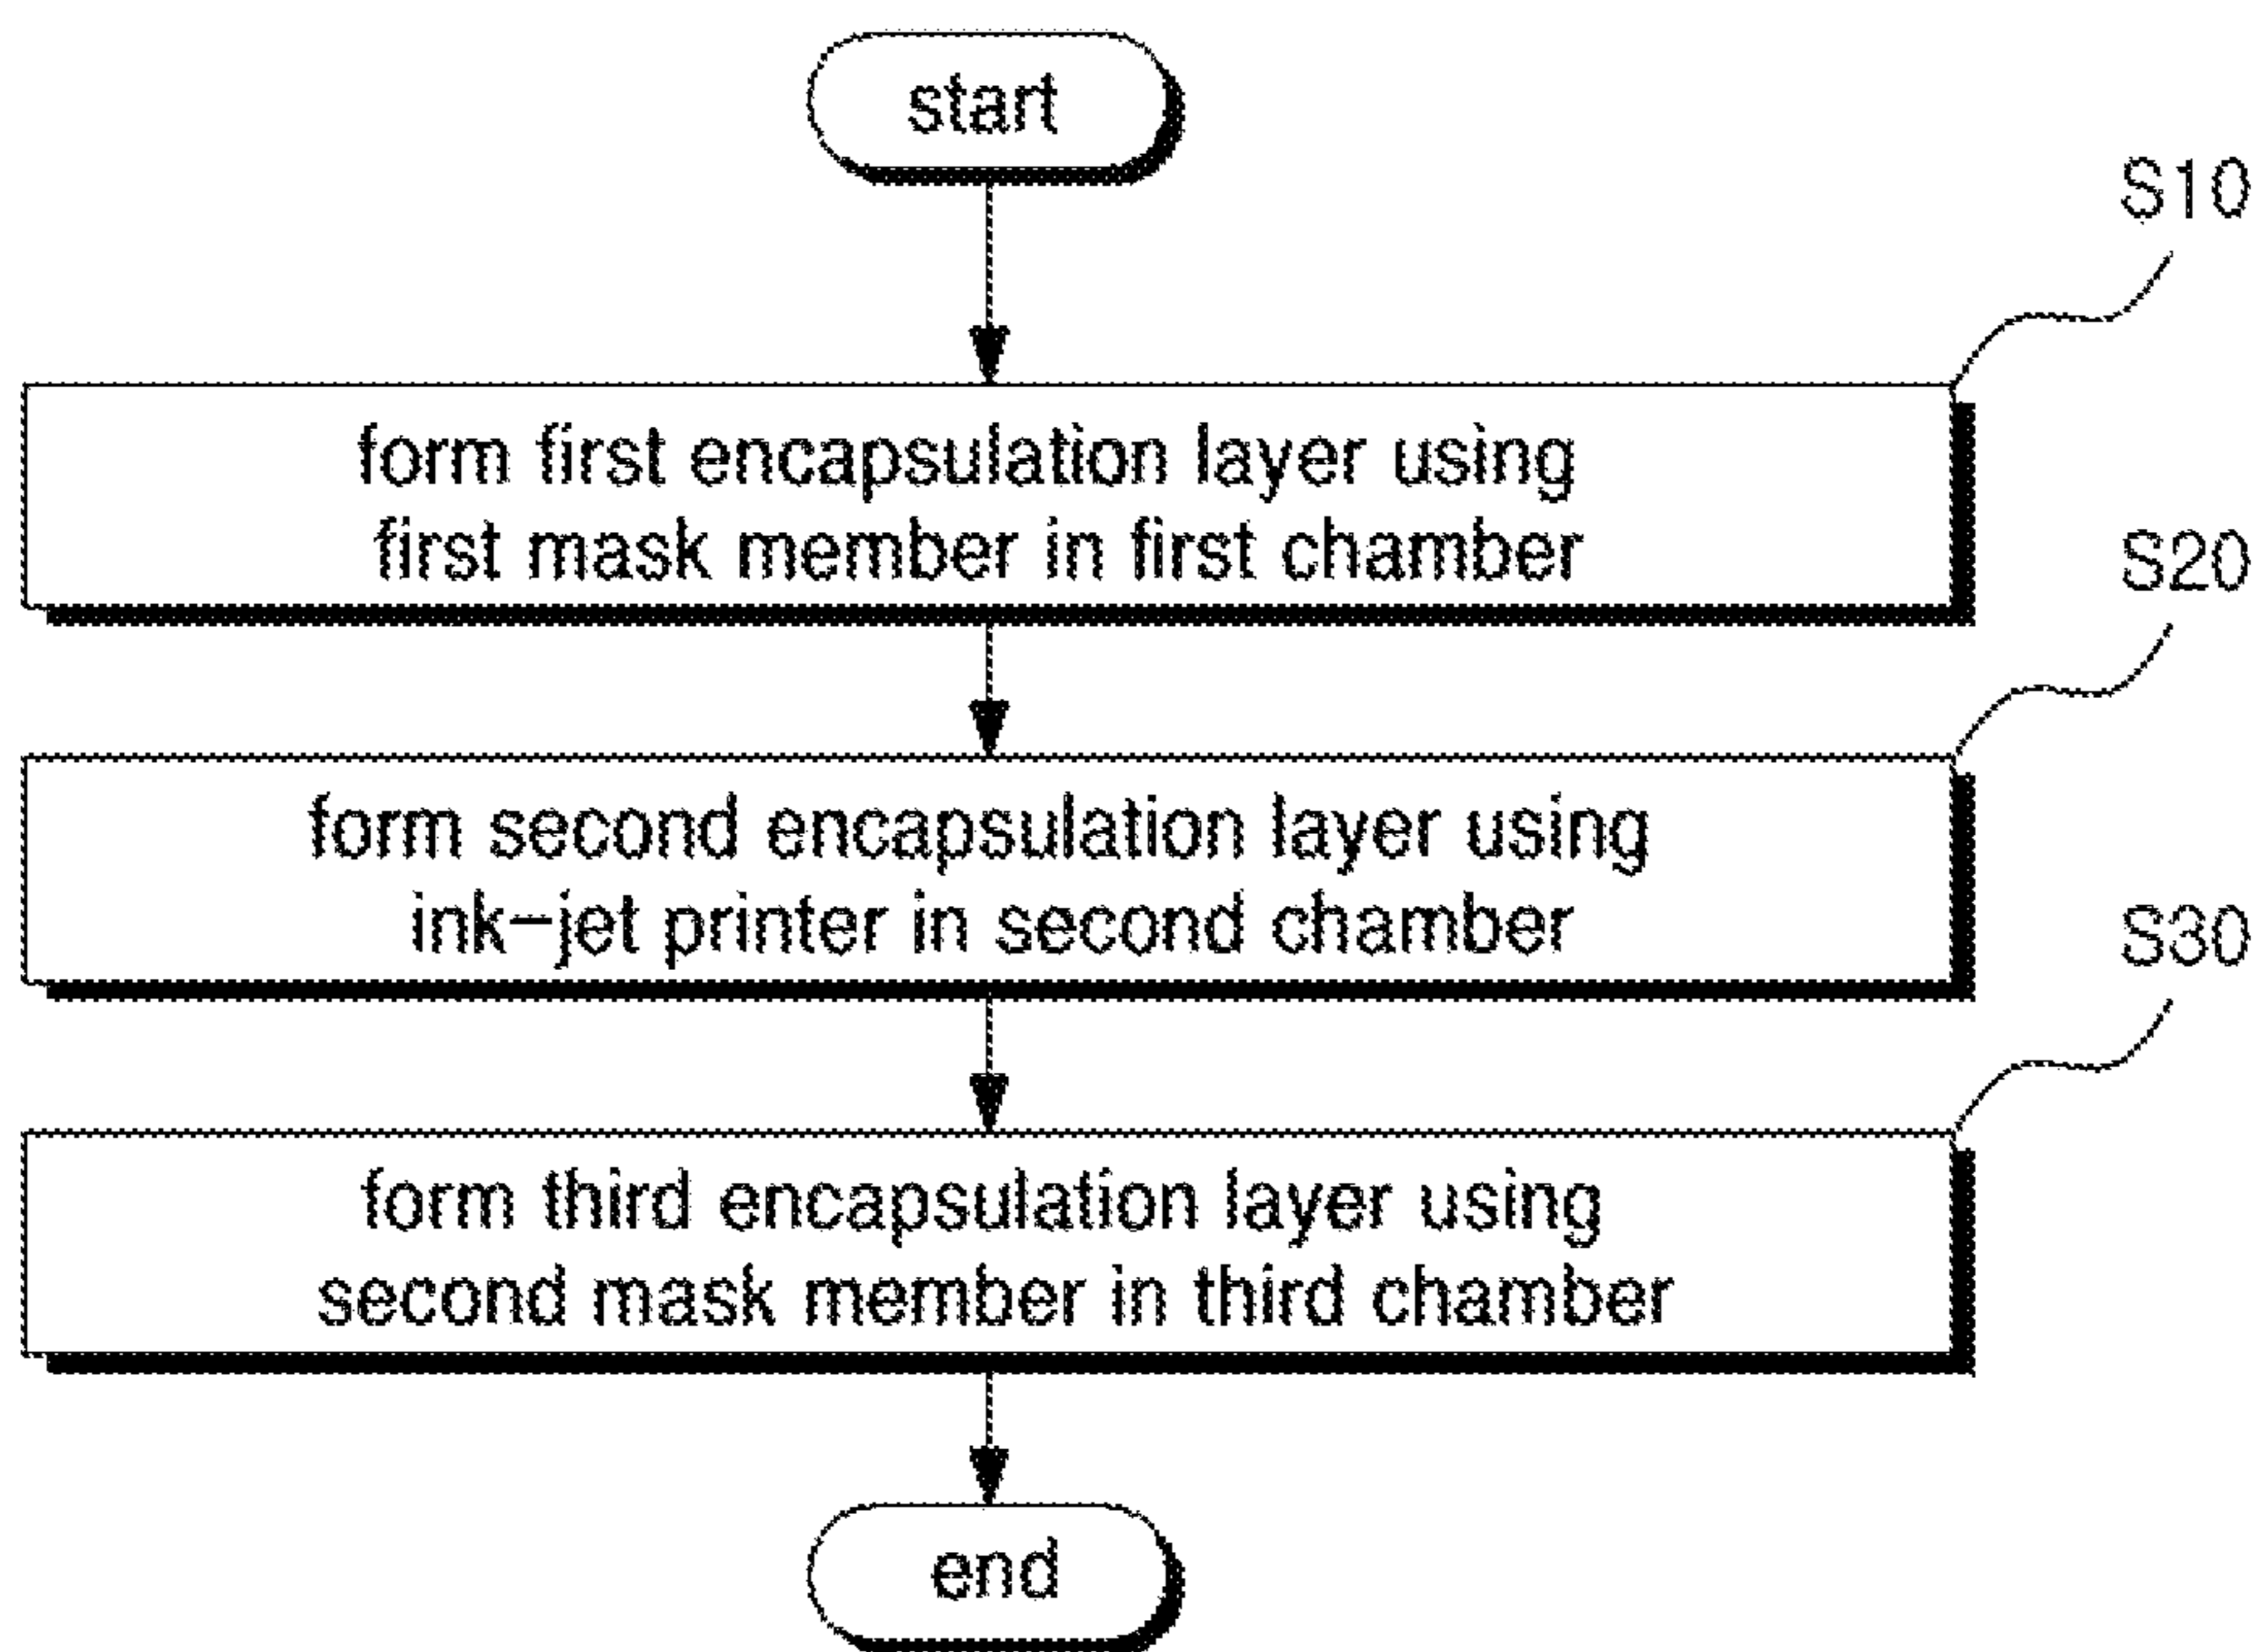 start
S10
form first encapsulation layer using
first mask member in first chamber
S20
form second encapsulation layer using
ink-jet printer in second chamber
S30
form third encapsulation layer using
second mask member in third chamber
end